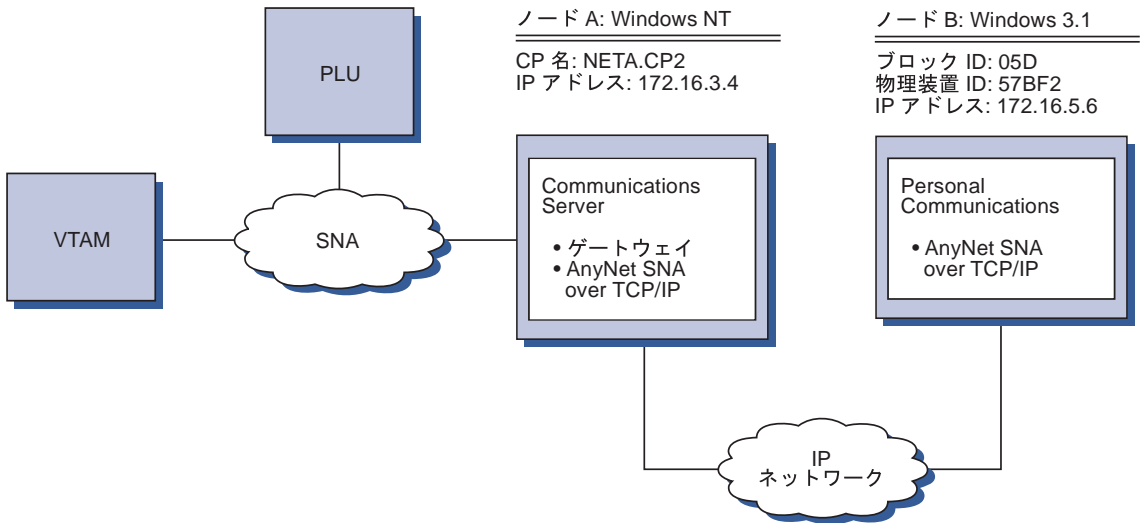 ノード A: Windows NT
CP 名: NETA.CP2
IP アドレス: 172.16.3.4
ノード B: Windows 3.1
ブロック ID: 05D
物理装置 ID: 57BF2
IP アドレス: 172.16.5.6
PLU
VTAM
SNA
Communications
Server
• ゲートウェイ
• AnyNet SNA
over TCP/IP
Personal
Communications
• AnyNet SNA
over TCP/IP
IP
ネットワーク